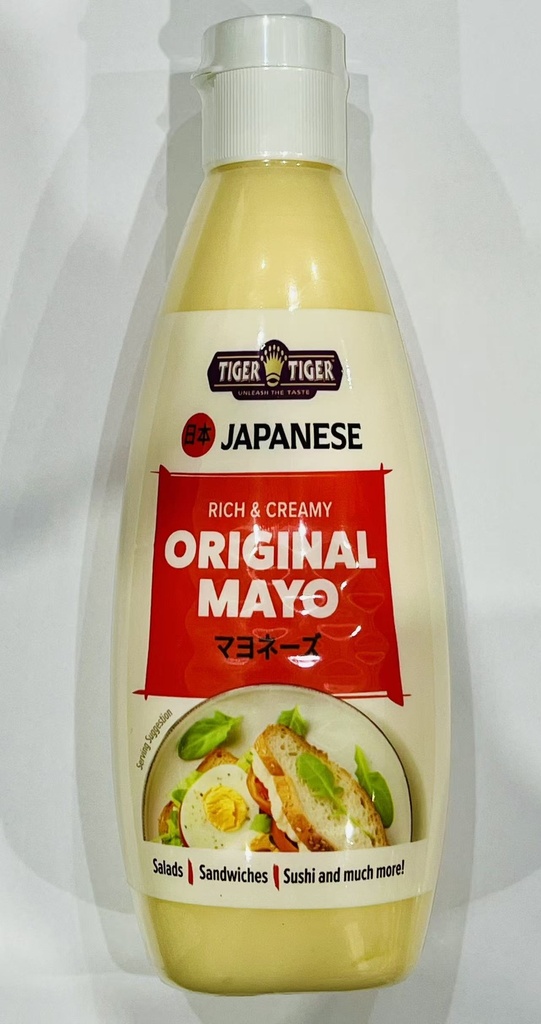 TIGER TIGER
UNLEASH THE TASTE
日本 JAPANESE
RICH & CREAMY
ORIGINAL
MAYO
マヨネーズ
Serving Suggestion
Salads | Sandwiches | Sushi and much more!